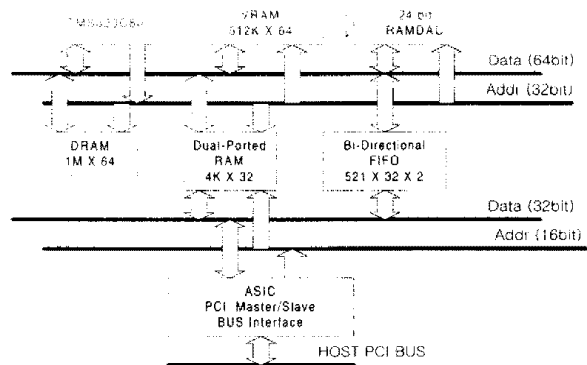 VRAM
512K X 64
24 bit
RAMDAC
Data (64bit)
Addr (32bit)
DRAM
1M X 64
Dual-Ported
RAM
4K X 32
Bi-Directional
FIFO
521 X 32 X 2
Data (32bit)
Addr (16bit)
ASIC
PCI Master/Slave
BUS Interface
HOST PCI BUS